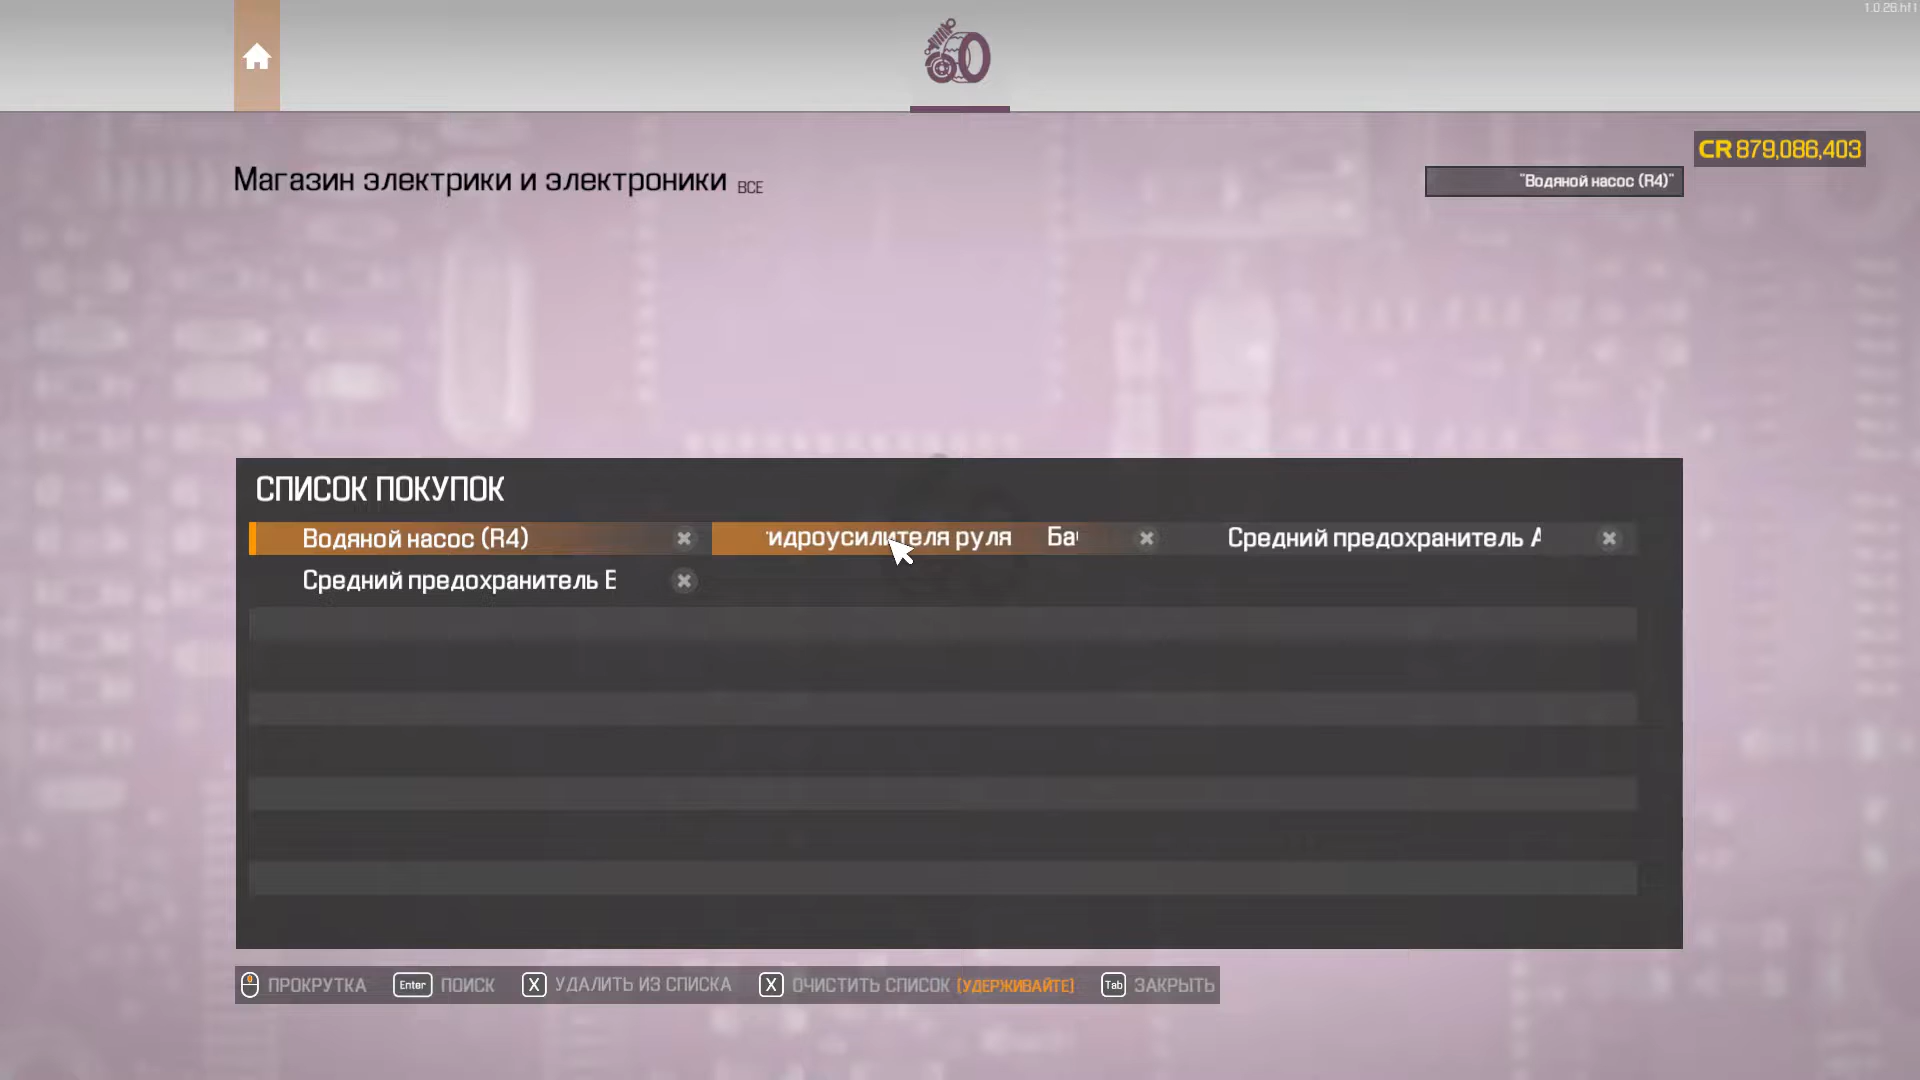 1.0.26.hf1
CR 879,086,403
Магазин электрики и электроники ВСЕ
"Водяной насос (R4)"
СПИСОК ПОКУПОК
Водяной насос (R4)
идроусилителя руля Ба
Средний предохранитель A
Средний предохранитель B
ПРОКРУТКА Enter ПОИСК X УДАЛИТЬ ИЗ СПИСКА X ОЧИСТИТЬ СПИСОК [УДЕРЖИВАЙТЕ] Tab ЗАКРЫТЬ